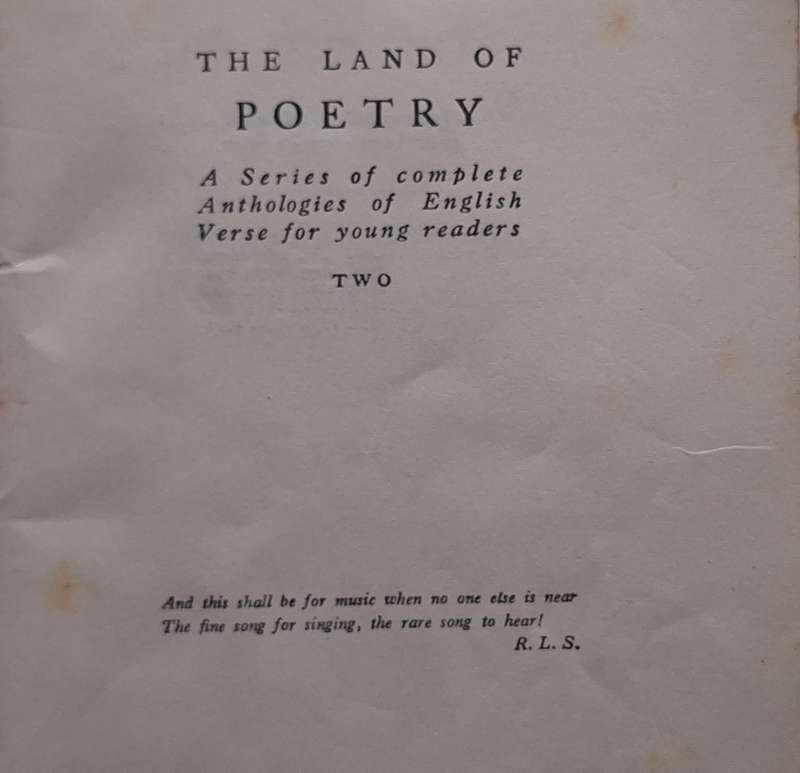 THE LAND OF
POETRY
A Series of complete
Anthologies of English
Verse for young readers
TWO
And this shall be for music when no one else is near
The fine song for singing, the rare song to hear!
R. L. S.